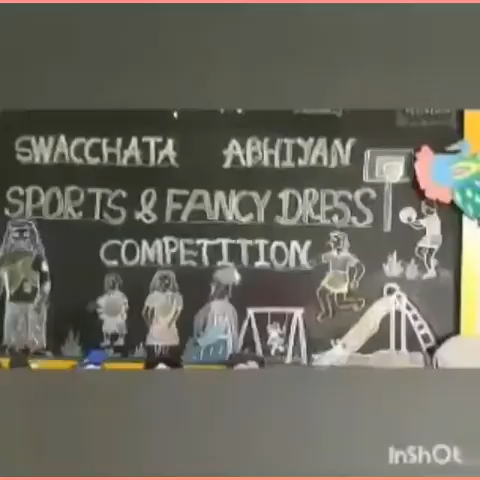 SWACCHATA ABHIYAN
SPORTS & FANCY DRESS
COMPETITION
InShOt